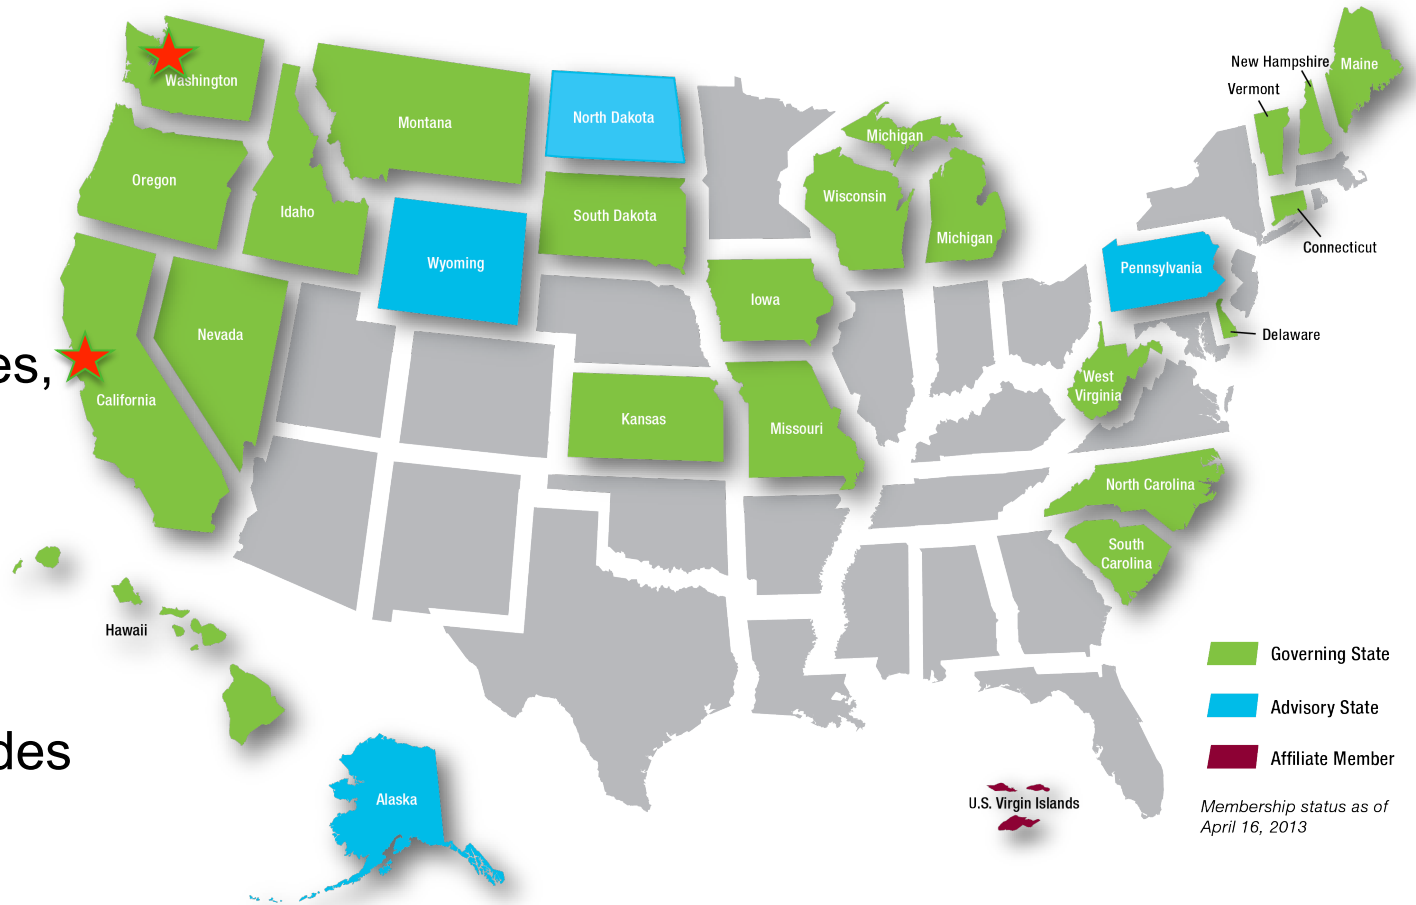 New Hampshire
Maine
Vermont
Washington
Montana
North Dakota
Michigan
Oregon
Idaho
South Dakota
Wisconsin
Michigan
Connecticut
Wyoming
Pennsylvania
Iowa
Nevada
Delaware
es,
California
Kansas
Missouri
West
Virginia
North Carolina
South
Carolina
Hawaii
Governing State
Advisory State
des
Affiliate Member
Alaska
U.S. Virgin Islands
Membership status as of
April 16, 2013